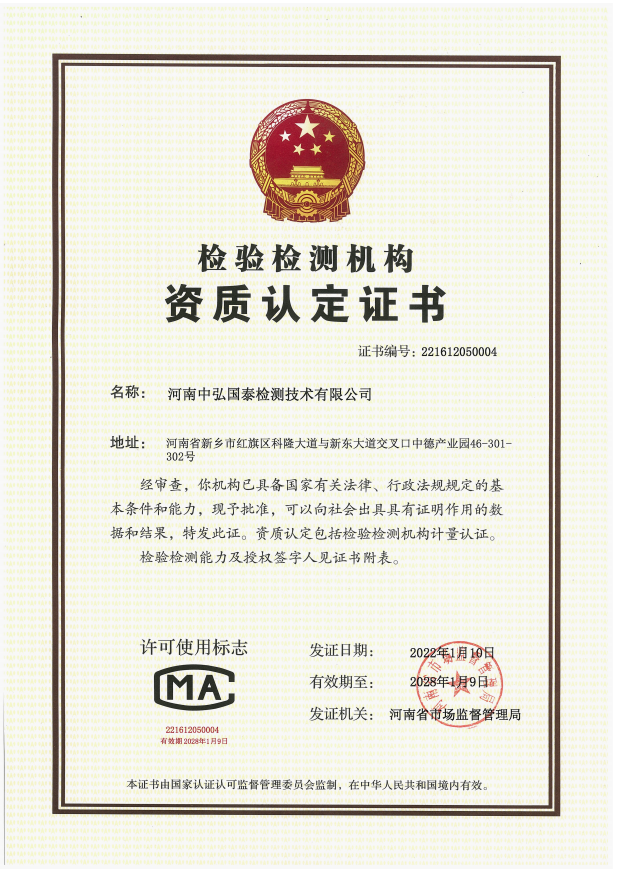 检验检测机构
资质认定证书
证书编号：221612050004
名称： 河南中弘国泰检测技术有限公司
地址： 河南省新乡市红旗区科隆大道与新东大道交叉口中德产业园46-301-
302号
经审查，你机构已具备国家有关法律、行政法规规定的基
本条件和能力，现予批准，可以向社会出具具有证明作用的数
据和结果，特发此证。资质认定包括检验检测机构计量认证。
检验检测能力及授权签字人见证书附表。
许可使用标志
MA
221612050004
有效期2028年1月9日
发证日期： 2022年1月10日
有效期至： 2028年1月9日
发证机关： 河南省市场监督管理局
本证书由国家认证认可监督管理委员会监制，在中华人民共和国境内有效。